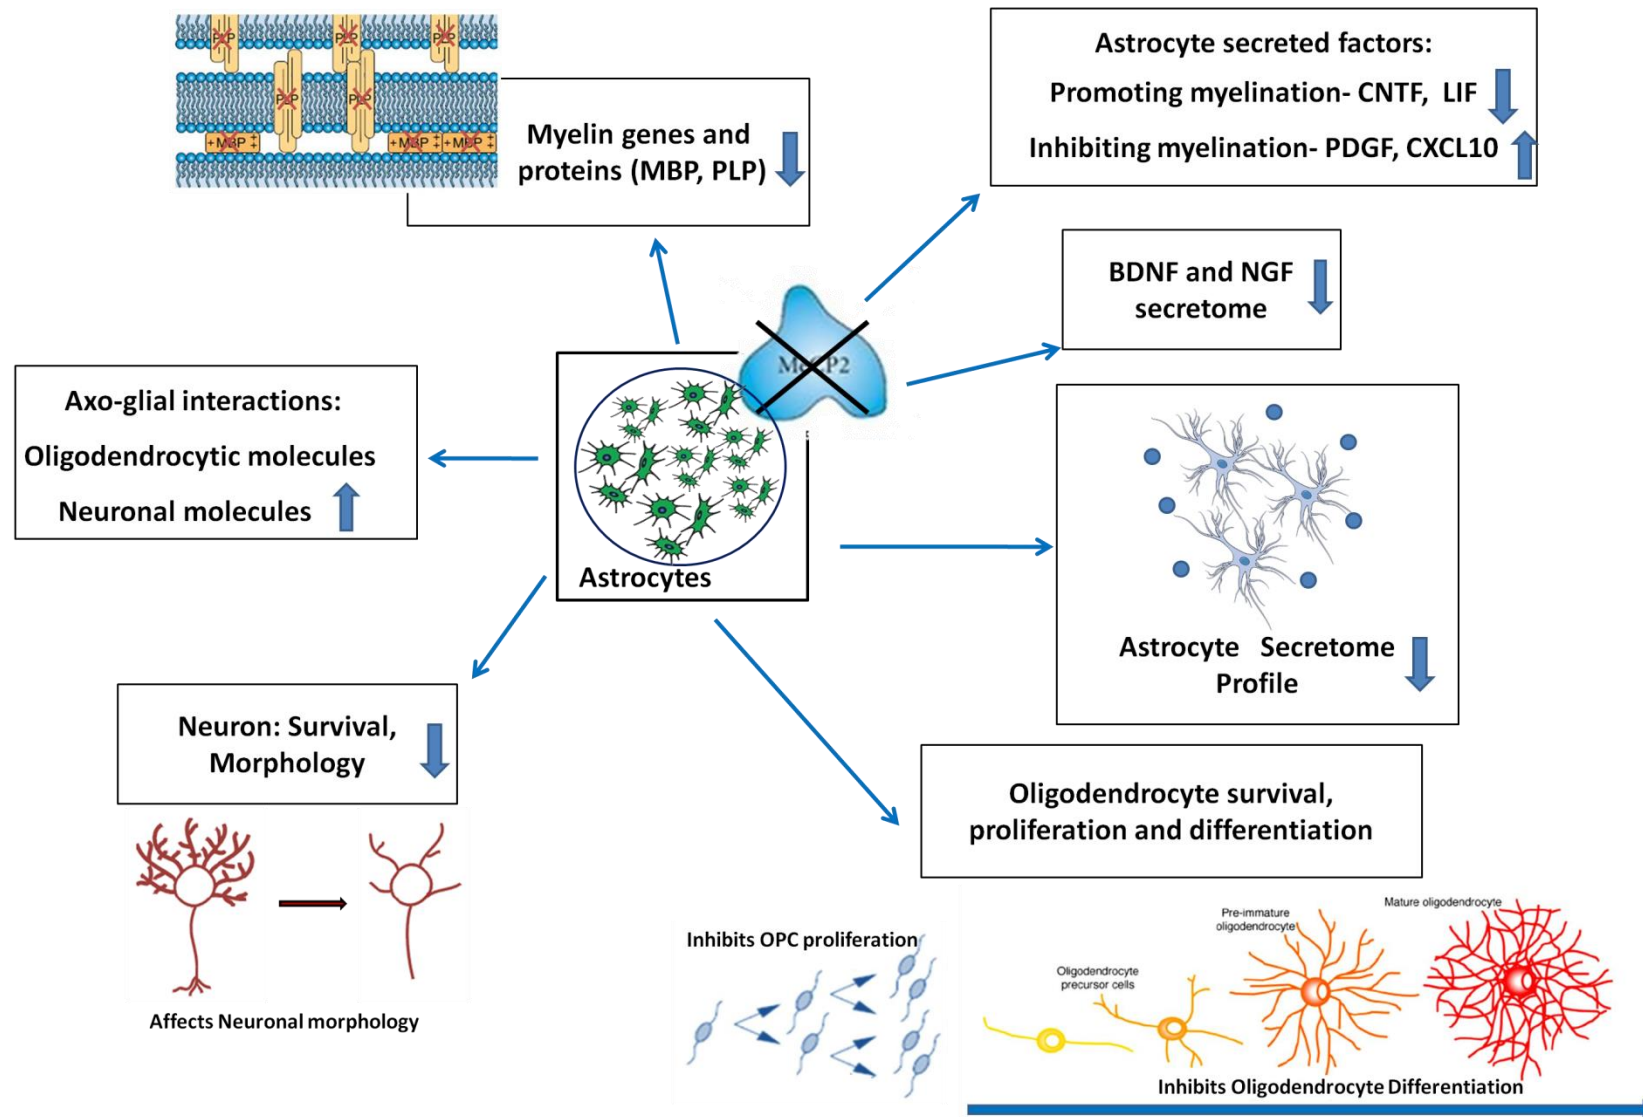 PLP PLP PLP
PLP PLP
+MBP+ +MBP+ +MBP+
Myelin genes and
proteins (MBP, PLP)
Astrocyte secreted factors:
Promoting myelination- CNTF, LIF
Inhibiting myelination- PDGF, CXCL10
BDNF and NGF
secretome
MeCP2
Axo-glial interactions:
Oligodendrocytic molecules
Neuronal molecules
Astrocytes
Astrocyte Secretome
Profile
Neuron: Survival,
Morphology
Affects Neuronal morphology
Oligodendrocyte survival,
proliferation and differentiation
Inhibits OPC proliferation
Oligodendrocyte
precursor cells
Pre-immature
oligodendrocyte
Mature oligodendrocyte
Inhibits Oligodendrocyte Differentiation